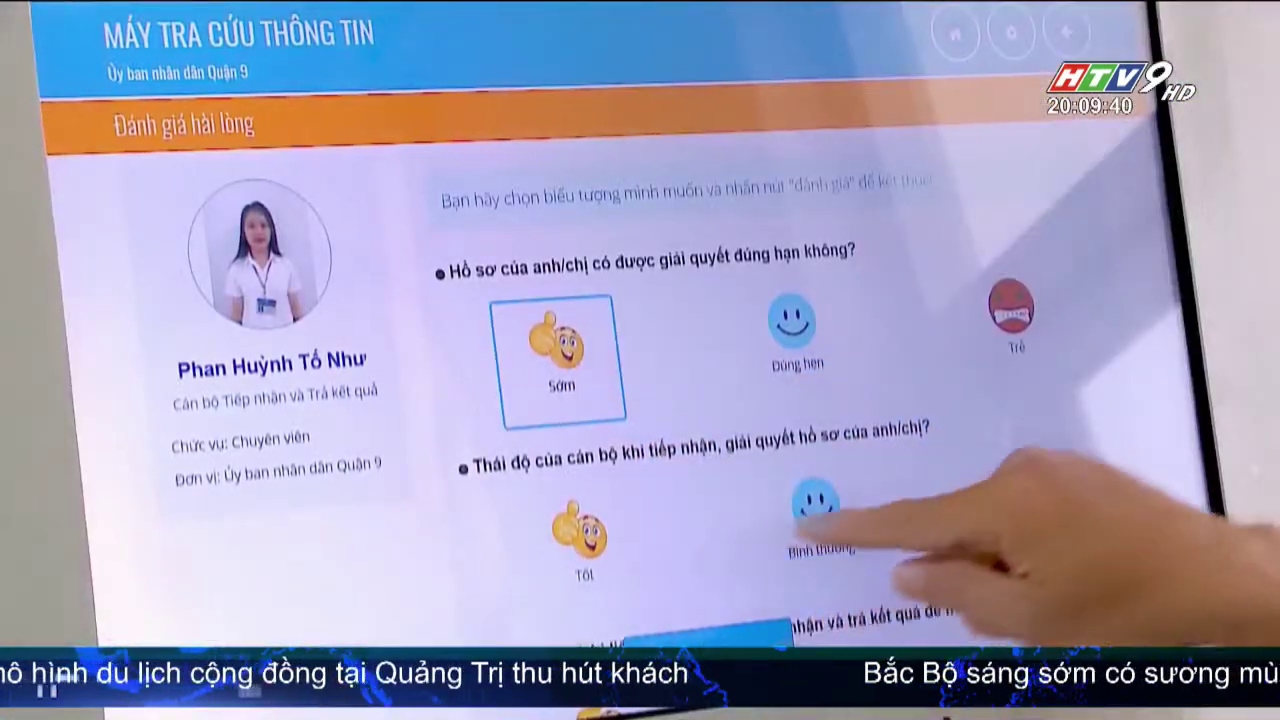 MÁY TRA CỨU THÔNG TIN
Ủy ban nhân dân Quận 9
HTV9 HD
20:09:40
Đánh giá hài lòng
Bạn hãy chọn biểu tượng mình muốn và nhấn nút "đánh giá" để kết thúc
Phan Huỳnh Tố Như
Cán bộ Tiếp nhận và Trả kết quả
Chức vụ: Chuyên viên
Đơn vị: Ủy ban nhân dân Quận 9
● Hồ sơ của anh/chị có được giải quyết đúng hạn không?
Sớm
Đúng hẹn
Trễ
● Thái độ của cán bộ khi tiếp nhận, giải quyết hồ sơ của anh/chị?
Tốt
Bình thường
nhận và trả kết quả
hình du lịch cộng đồng tại Quảng Trị thu hút khách
Bắc Bộ sáng sớm có sương mù